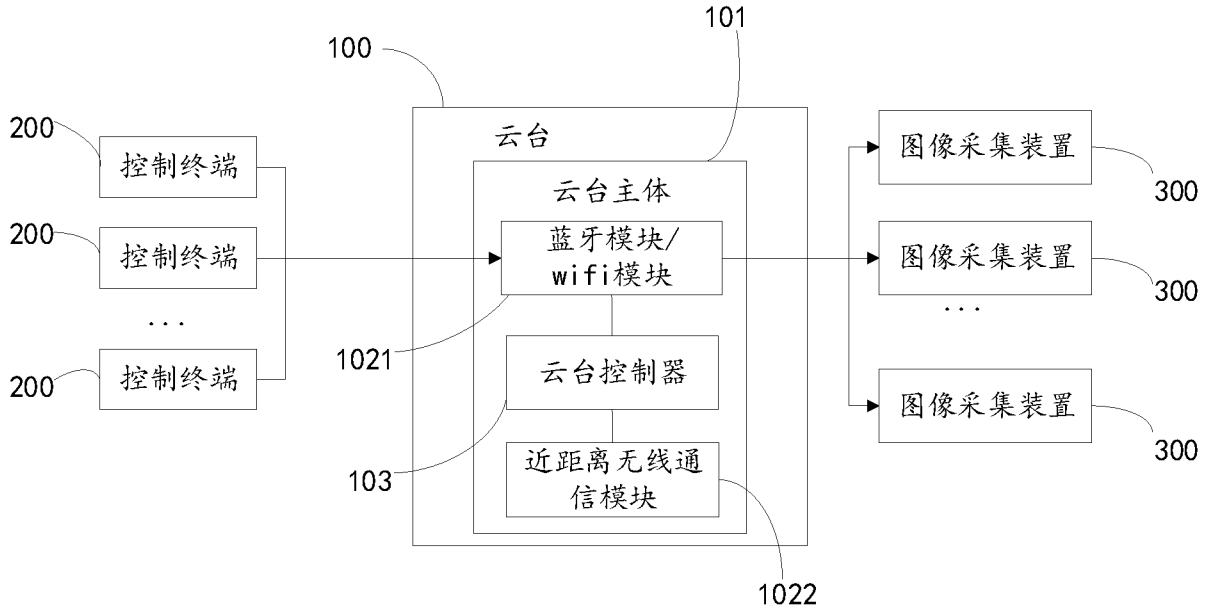 101
100
云台
200
控制终端
图像采集装置
300
云台主体
200
控制终端
蓝牙模块/
wifi模块
图像采集装置
300
...
...
1021
200
控制终端
云台控制器
图像采集装置
300
103
近距离无线通
信模块
1022